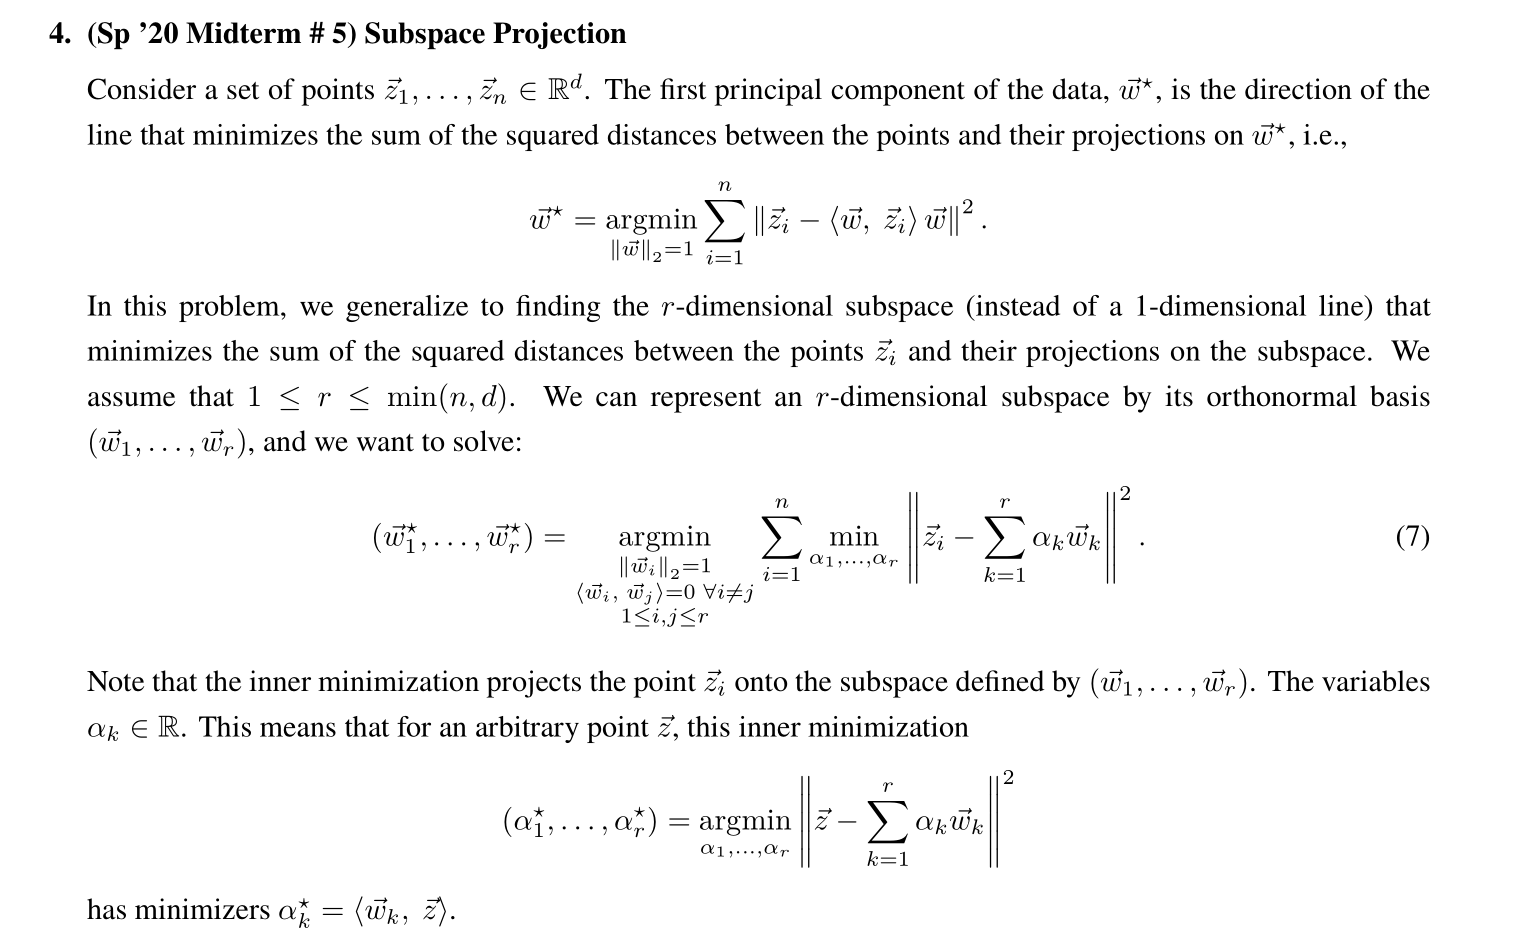 4. (Sp ’20 Midterm # 5) Subspace Projection
Consider a set of points $\vec{z}_1, \ldots, \vec{z}_n \in \mathbb{R}^d$. The first principal component of the data, $\vec{w}^\star$, is the direction of the
line that minimizes the sum of the squared distances between the points and their projections on $\vec{w}^\star$, i.e.,
$\vec{w}^\star = \underset{\|\vec{w}\|_2=1}{\operatorname{argmin}} \sum_{i=1}^{n} \|\vec{z}_i - \langle \vec{w}, \vec{z}_i \rangle \vec{w}\|^2 .$
In this problem, we generalize to finding the $r$-dimensional subspace (instead of a 1-dimensional line) that
minimizes the sum of the squared distances between the points $\vec{z}_i$ and their projections on the subspace. We
assume that $1 \leq r \leq \min(n, d)$. We can represent an $r$-dimensional subspace by its orthonormal basis
$(\vec{w}_1, \ldots, \vec{w}_r)$, and we want to solve:
$(\vec{w}_1^\star, \ldots, \vec{w}_r^\star) = \underset{\substack{\|\vec{w}_i\|_2=1 \\ \langle \vec{w}_i, \vec{w}_j \rangle=0 \ \forall i \neq j \\ 1 \leq i,j \leq r}}{\operatorname{argmin}} \sum_{i=1}^{n} \min_{\alpha_1,\ldots,\alpha_r} \left\| \vec{z}_i - \sum_{k=1}^{r} \alpha_k \vec{w}_k \right\|^2 .$ (7)
Note that the inner minimization projects the point $\vec{z}_i$ onto the subspace defined by $(\vec{w}_1, \ldots, \vec{w}_r)$. The variables
$\alpha_k \in \mathbb{R}$. This means that for an arbitrary point $\vec{z}$, this inner minimization
$(\alpha_1^\star, \ldots, \alpha_r^\star) = \underset{\alpha_1,\ldots,\alpha_r}{\operatorname{argmin}} \left\| \vec{z} - \sum_{k=1}^{r} \alpha_k \vec{w}_k \right\|^2$
has minimizers $\alpha_k^\star = \langle \vec{w}_k, \vec{z} \rangle$.